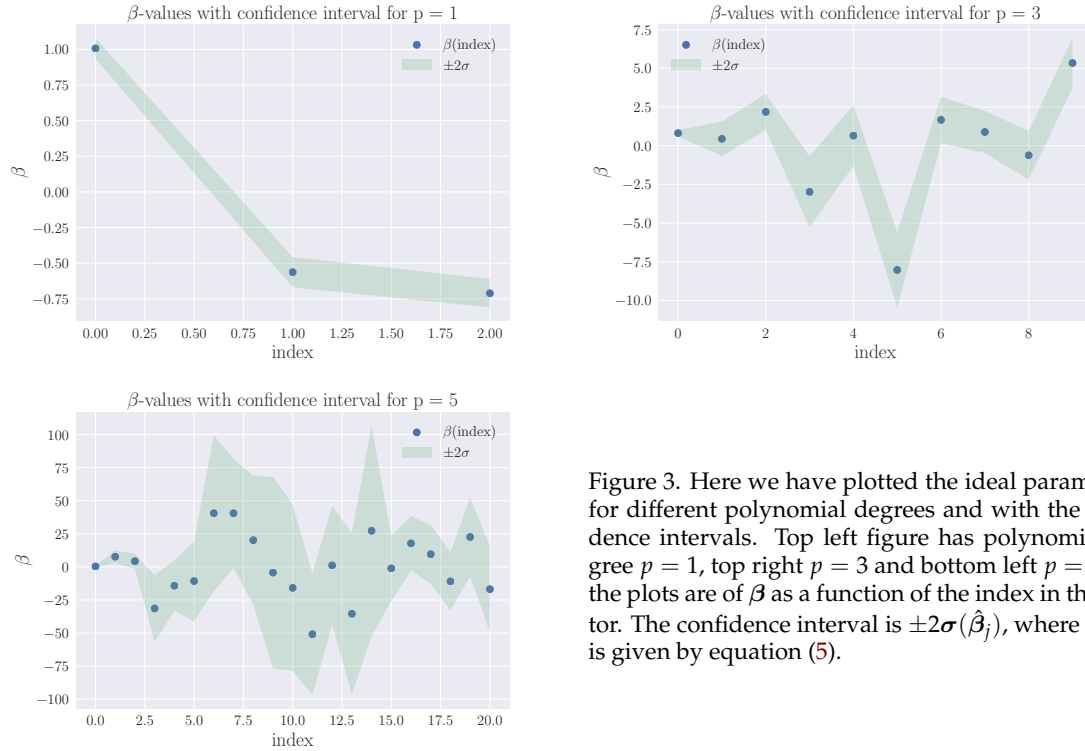 β-values with confidence interval for p = 1
β(index)
±2σ
1.00
0.75
0.50
0.25
0.00
−0.25
−0.50
−0.75
β
0.00 0.25 0.50 0.75 1.00 1.25 1.50 1.75 2.00
index
β-values with confidence interval for p = 3
β(index)
±2σ
7.5
5.0
2.5
0.0
−2.5
−5.0
−7.5
−10.0
β
0 2 4 6 8
index
β-values with confidence interval for p = 5
β(index)
±2σ
100
75
50
25
0
−25
−50
−75
−100
β
0.0 2.5 5.0 7.5 10.0 12.5 15.0 17.5 20.0
index
Figure 3. Here we have plotted the ideal param
for different polynomial degrees and with the
dence intervals. Top left figure has polynomi
gree p = 1, top right p = 3 and bottom left p =
the plots are of β as a function of the index in th
tor. The confidence interval is ±2σ(β̂j), where
is given by equation (5).